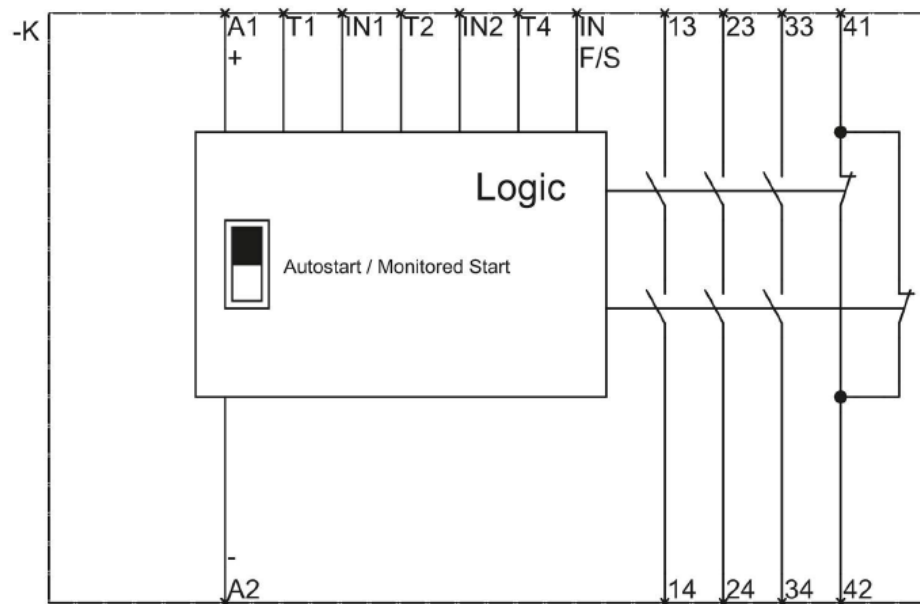 -K
A1 T1 IN1 T2 IN2 T4 IN 13 23 33 41
+ F/S
Logic
Autostart / Monitored Start
-
A2 14 24 34 42